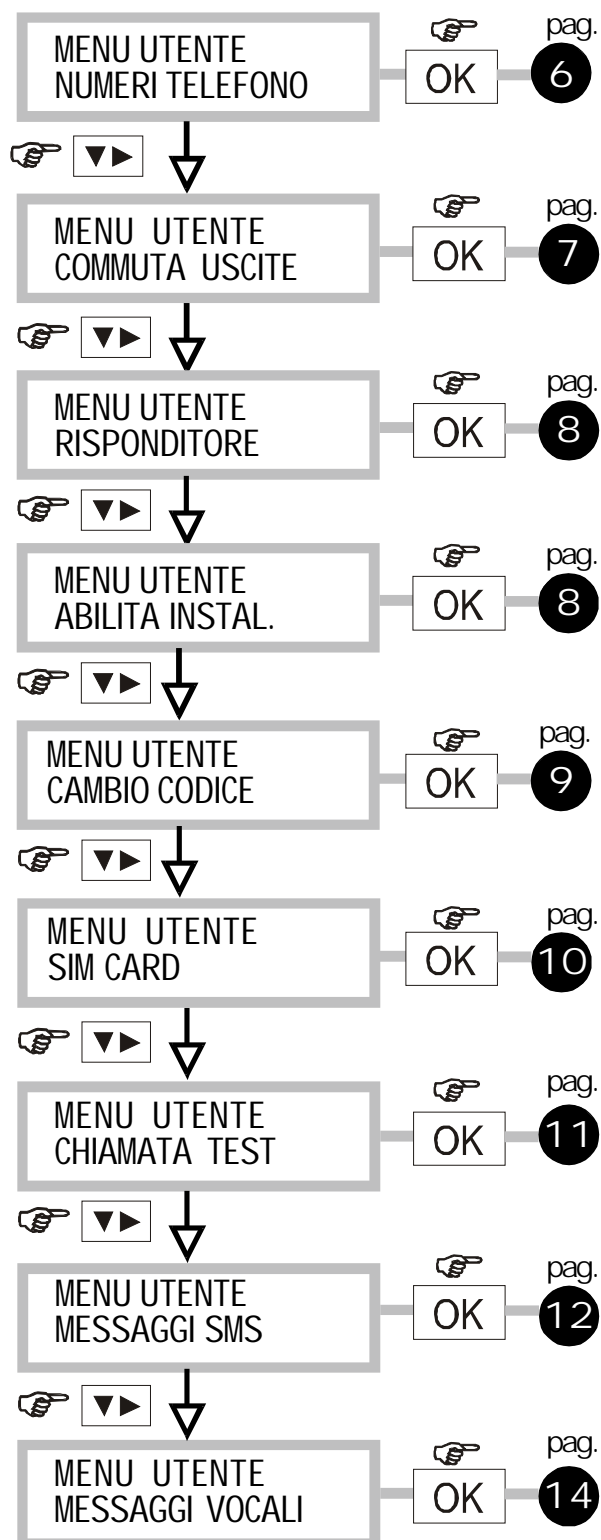 pag.
MENU UTENTE
NUMERI TELEFONO
OK
6
pag.
MENU UTENTE
COMMUTA USCITE
OK
7
pag.
MENU UTENTE
RISPONDITORE
OK
8
pag.
MENU UTENTE
ABILITA INSTAL.
OK
8
pag.
MENU UTENTE
CAMBIO CODICE
OK
9
pag.
MENU UTENTE
SIM CARD
OK
10
pag.
MENU UTENTE
CHIAMATA TEST
OK
11
pag.
MENU UTENTE
MESSAGGI SMS
OK
12
pag.
MENU UTENTE
MESSAGGI VOCALI
OK
14